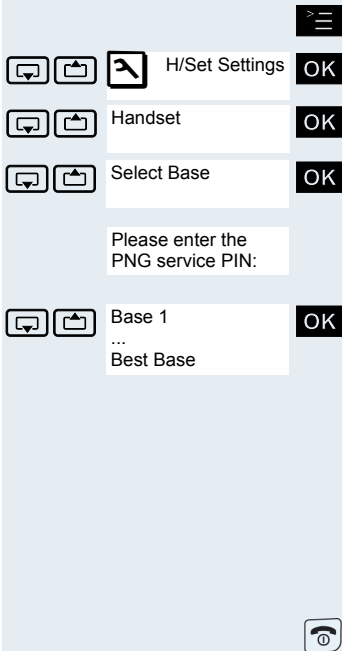 H/Set Settings OK
Handset OK
Select Base OK
Please enter the
PNG service PIN:
Base 1 OK
...
Best Base